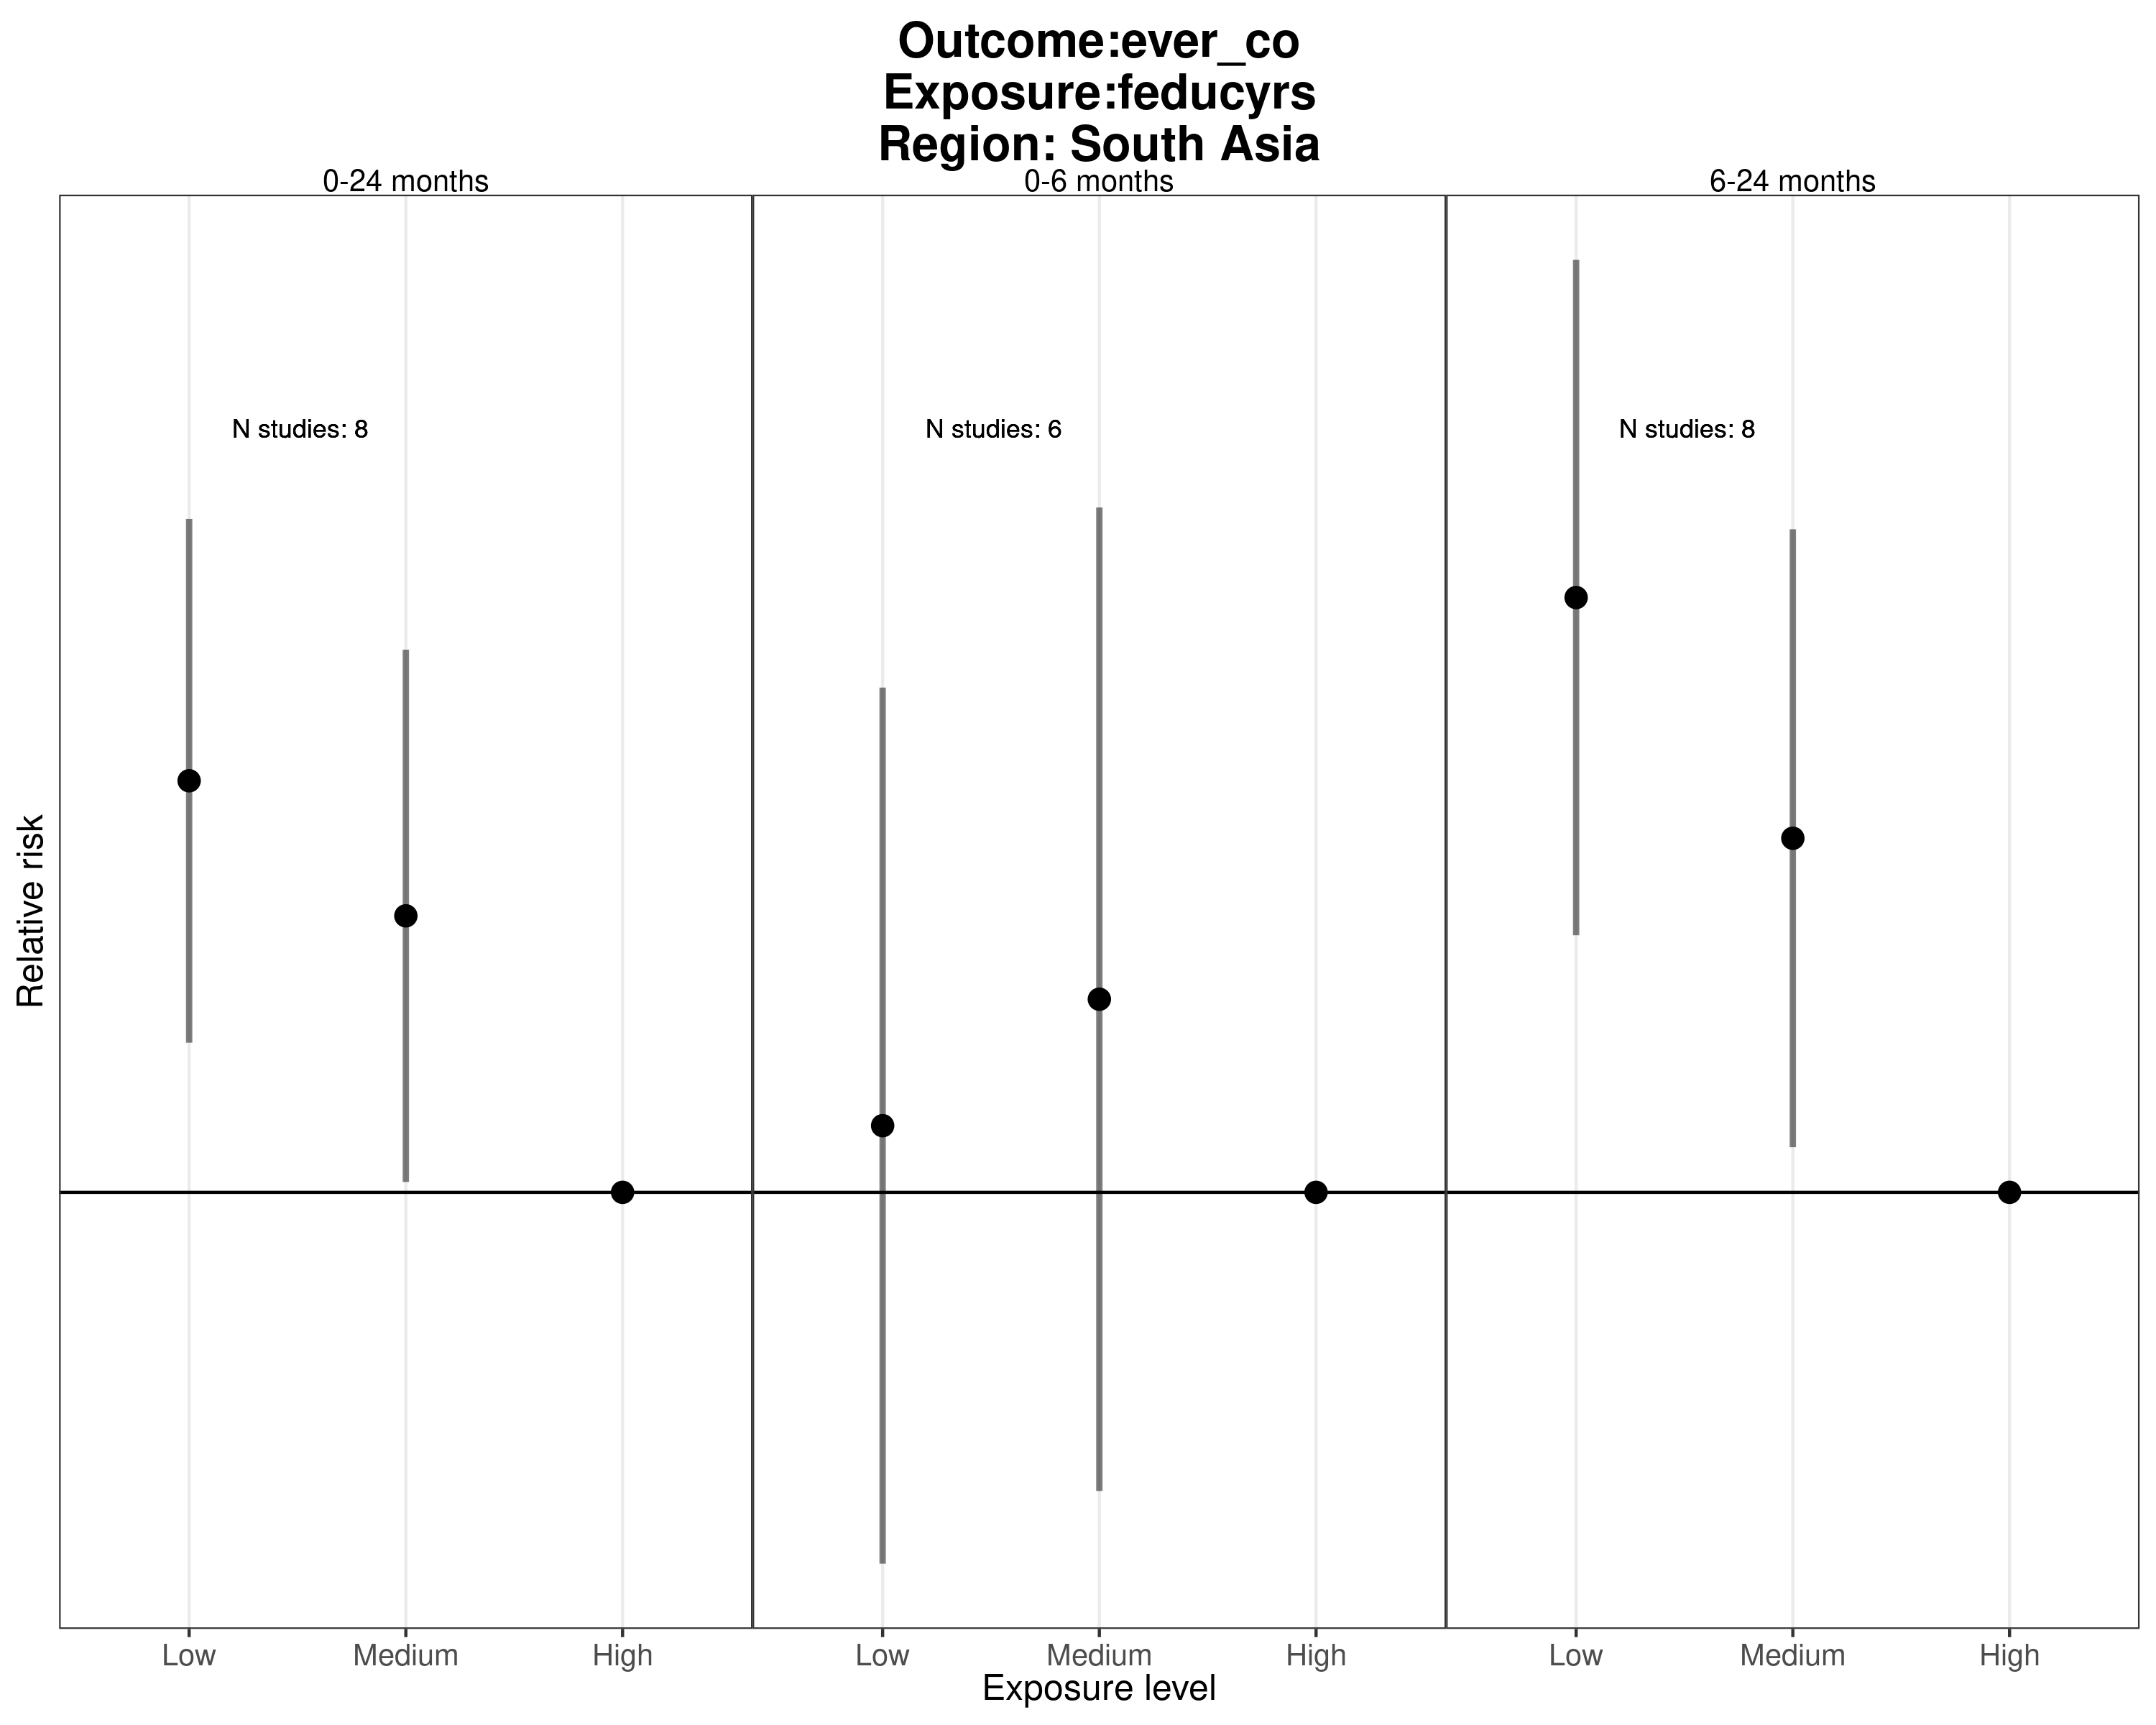 Outcome:ever_co
Exposure:feducyrs
Region: South Asia
0-24 months
0-6 months
6-24 months
N studies: 8
N studies: 6
N studies: 8
Relative risk
Low
Medium
High
Low
Medium
High
Low
Medium
High
Exposure level